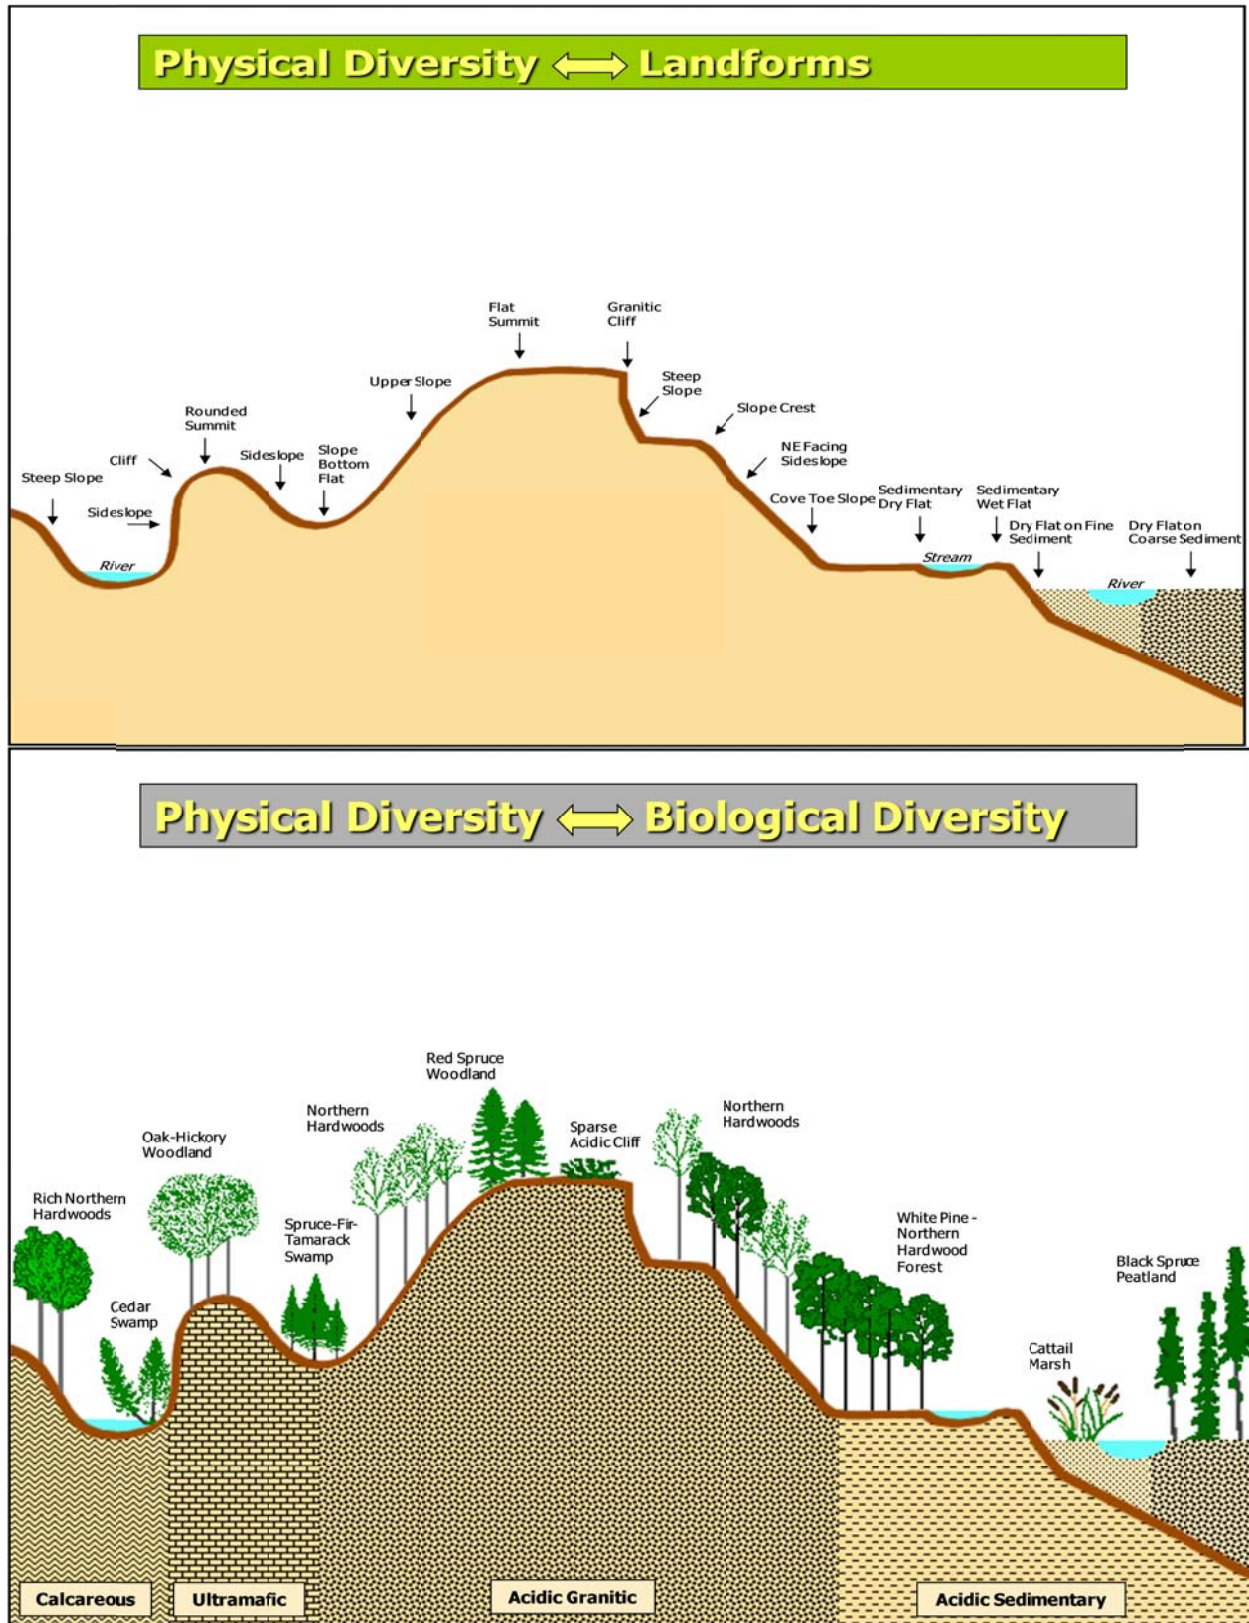 Physical Diversity ⟷ Landforms
Flat
Summit
Granitic
Cliff
Upper Slope
Steep
Slope
Slope Crest
Rounded
Summit
Cliff
Sideslope
Slope
Bottom
Flat
NE Facing
Sideslope
Steep Slope
Sideslope
Cove Toe Slope
Sedimentary
Dry Flat
Sedimentary
Wet Flat
Dry Flat on Fine
Sediment
Dry Flat on
Coarse Sediment
River
Stream
River
Physical Diversity ⟷ Biological Diversity
Red Spruce
Woodland
Northern
Hardwoods
Sparse
Acidic Cliff
Northern
Hardwoods
Oak-Hickory
Woodland
Rich Northern
Hardwoods
Spruce-Fir-
Tamarack
Swamp
White Pine -
Northern
Hardwood
Forest
Black Spruce
Peatland
Cedar
Swamp
Cattail
Marsh
Calcareous
Ultramafic
Acidic Granitic
Acidic Sedimentary